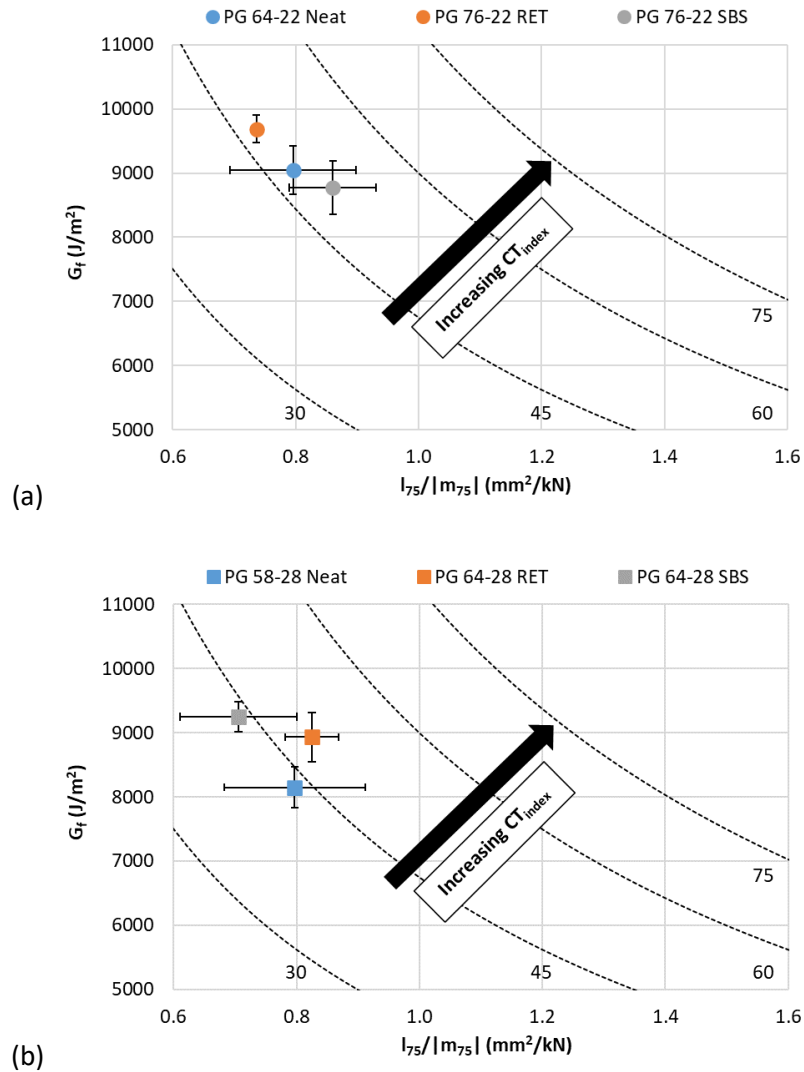 PG 64-22 Neat PG 76-22 RET PG 76-22 SBS
11000
10000
9000
8000
7000
6000
5000
G_f (J/m²)
Increasing CT_index
75
30 45 60
0.6 0.8 1.0 1.2 1.4 1.6
l₇₅/|m₇₅| (mm²/kN)
(a)
PG 58-28 Neat PG 64-28 RET PG 64-28 SBS
11000
10000
9000
8000
7000
6000
5000
G_f (J/m²)
Increasing CT_index
75
30 45 60
0.6 0.8 1.0 1.2 1.4 1.6
l₇₅/|m₇₅| (mm²/kN)
(b)